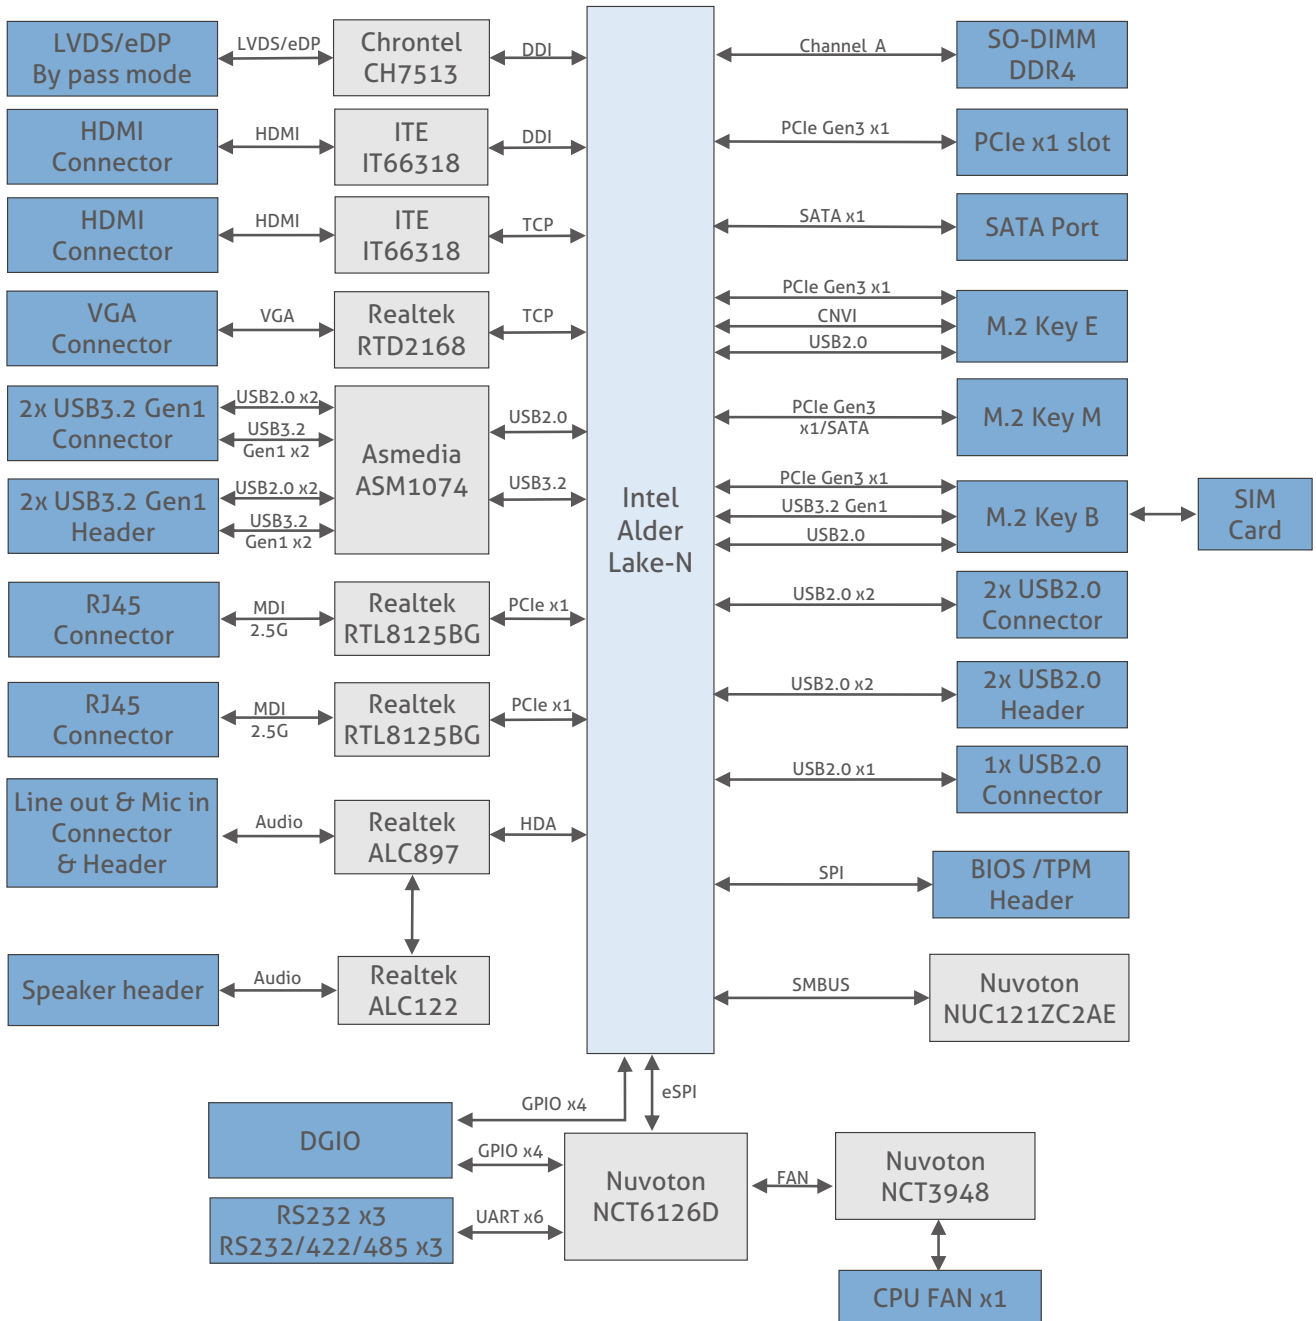 LVDS/eDP
By pass mode
LVDS/eDP
Chrontel
CH7513
DDI
HDMI
Connector
HDMI
ITE
IT66318
DDI
HDMI
Connector
HDMI
ITE
IT66318
TCP
VGA
Connector
VGA
Realtek
RTD2168
TCP
2x USB3.2 Gen1
Connector
USB2.0 x2
USB3.2
Gen1 x2
2x USB3.2 Gen1
Header
USB2.0 x2
USB3.2
Gen1 x2
Asmedia
ASM1074
USB2.0
USB3.2
RJ45
Connector
MDI
2.5G
Realtek
RTL8125BG
PCIe x1
RJ45
Connector
MDI
2.5G
Realtek
RTL8125BG
PCIe x1
Line out & Mic in
Connector
& Header
Audio
Realtek
ALC897
HDA
Speaker header
Audio
Realtek
ALC122
Intel
Alder
Lake-N
Channel A
SO-DIMM
DDR4
PCIe Gen3 x1
PCIe x1 slot
SATA x1
SATA Port
PCIe Gen3 x1
CNVI
USB2.0
M.2 Key E
PCIe Gen3
x1/SATA
M.2 Key M
PCIe Gen3 x1
USB3.2 Gen1
USB2.0
M.2 Key B
SIM
Card
USB2.0 x2
2x USB2.0
Connector
USB2.0 x2
2x USB2.0
Header
USB2.0 x1
1x USB2.0
Connector
SPI
BIOS /TPM
Header
SMBUS
Nuvoton
NUC121ZC2AE
eSPI
GPIO x4
DGIO
GPIO x4
RS232 x3
RS232/422/485 x3
UART x6
Nuvoton
NCT6126D
FAN
Nuvoton
NCT3948
CPU FAN x1